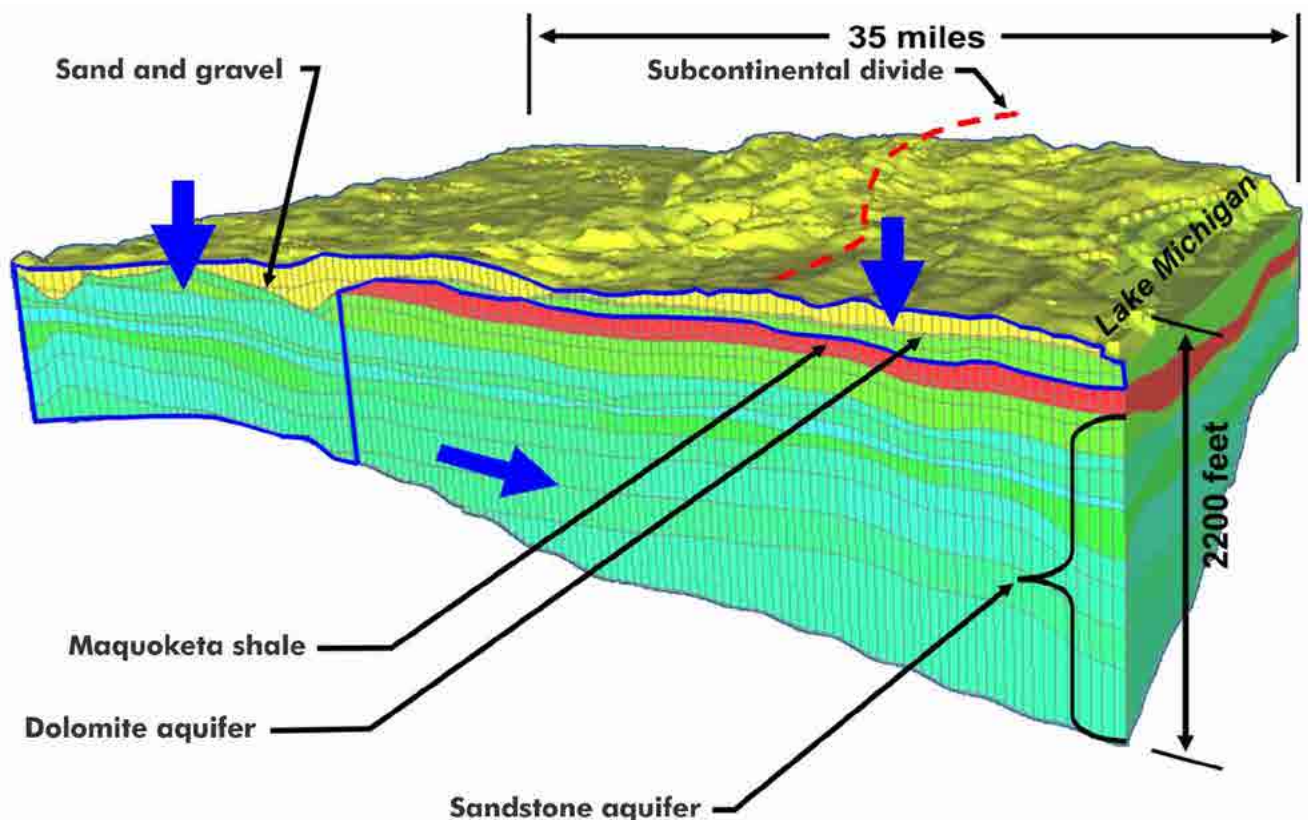 35 miles
Sand and gravel
Subcontinental divide
Lake Michigan
2200 feet
Maquoketa shale
Dolomite aquifer
Sandstone aquifer